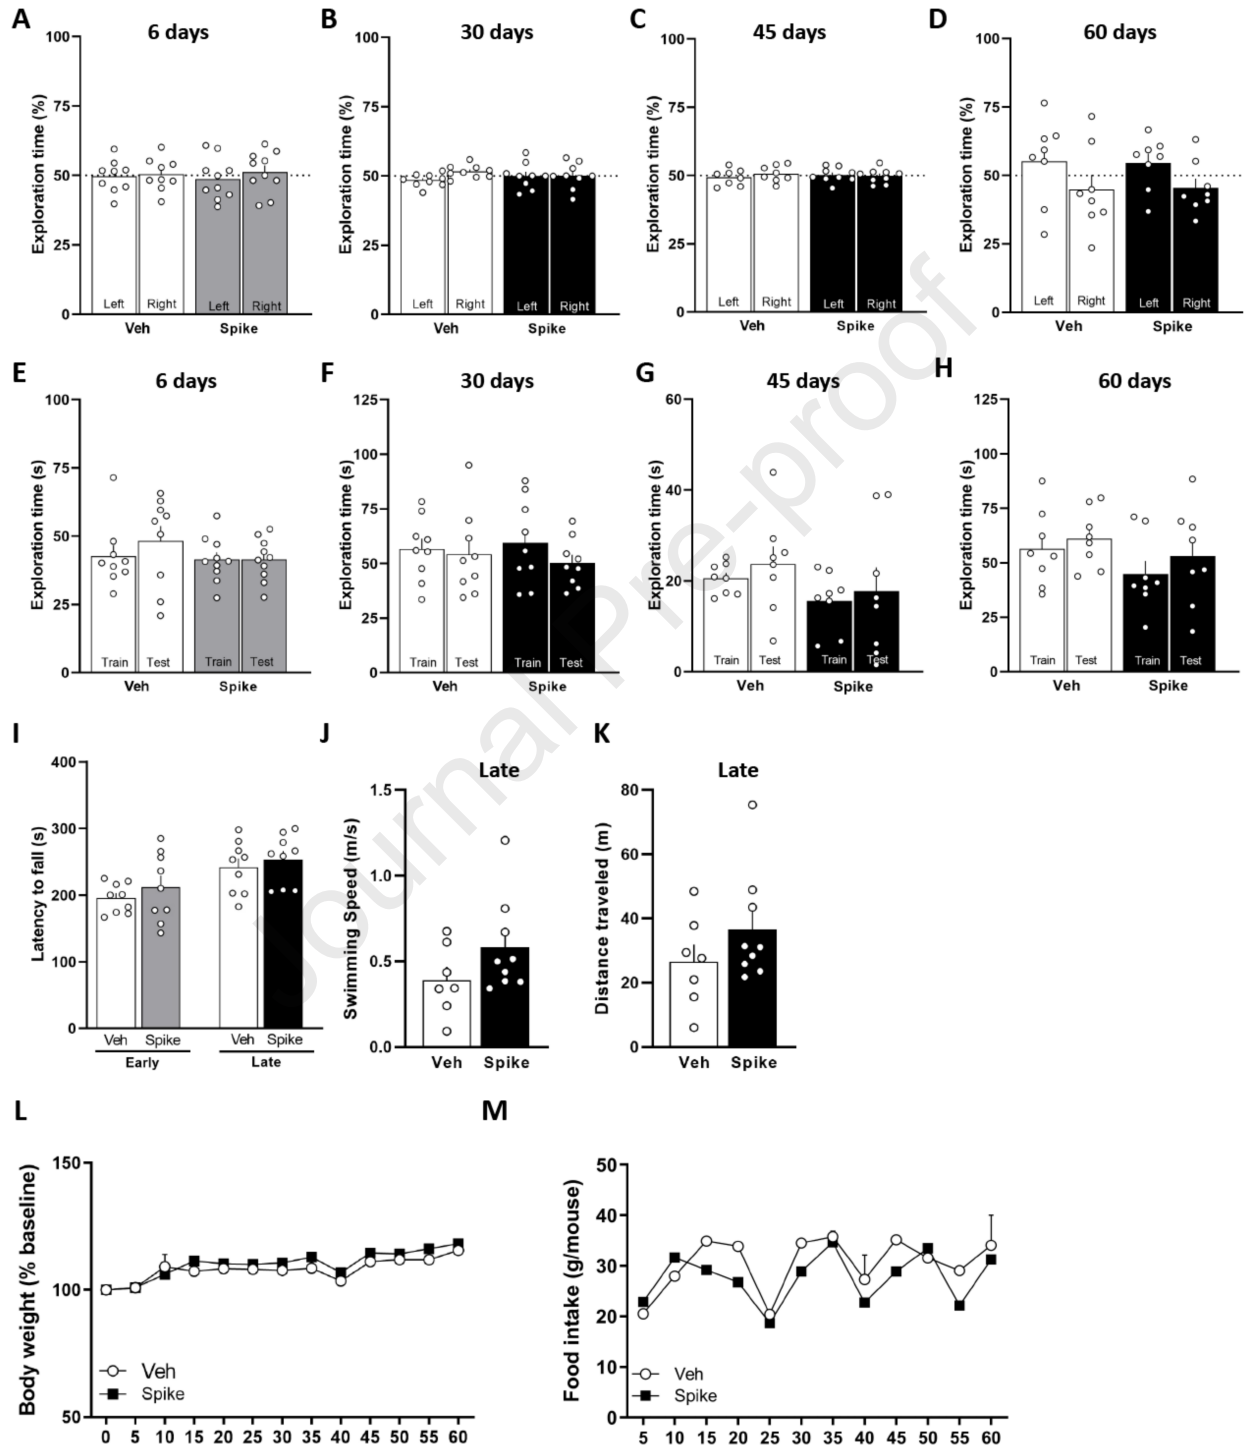 A 6 days
B 30 days
C 45 days
D 60 days
Exploration time (%)
100
75
50
25
0
Left Right Left Right
Veh Spike
Exploration time (%)
100
75
50
25
0
Left Right Left Right
Veh Spike
Exploration time (%)
100
75
50
25
0
Left Right Left Right
Veh Spike
Exploration time (%)
100
75
50
25
0
Left Right Left Right
Veh Spike
E 6 days
F 30 days
G 45 days
H 60 days
Exploration time (s)
100
75
50
25
0
Train Test Train Test
Veh Spike
Exploration time (s)
125
100
75
50
25
0
Train Test Train Test
Veh Spike
Exploration time (s)
60
40
20
0
Train Test Train Test
Veh Spike
Exploration time (s)
125
100
75
50
25
0
Train Test Train Test
Veh Spike
Journal Pre-proof
I
Latency to fall (s)
400
300
200
100
0
Veh Spike Veh Spike
Early Late
J
Late
Swimming Speed (m/s)
1.5
1.0
0.5
0.0
Veh Spike
K
Late
Distance traveled (m)
80
60
40
20
0
Veh Spike
L
Body weight (% baseline)
150
100
50
Veh
Spike
0 5 10 15 20 25 30 35 40 45 50 55 60
M
Food intake (g/mouse)
50
40
30
20
10
0
Veh
Spike
5 10 15 20 25 30 35 40 45 50 55 60